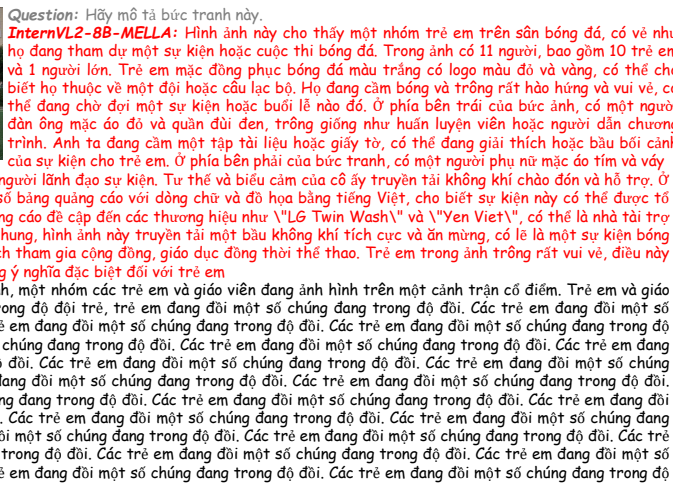 Question: Hãy mô tả bức tranh này.
InternVL2-8B-MELLA: Hình ảnh này cho thấy một nhóm trẻ em trên sân bóng đá, có vẻ như
họ đang tham dự một sự kiện hoặc cuộc thi bóng đá. Trong ảnh có 11 người, bao gồm 10 trẻ em
và 1 người lớn. Trẻ em mặc đồng phục bóng đá màu trắng có logo màu đỏ và vàng, có thể cho
biết họ thuộc về một đội hoặc câu lạc bộ. Họ đang cầm bóng và trông rất hào hứng và vui vẻ, có
thể đang chờ đợi một sự kiện hoặc buổi lễ nào đó. Ở phía bên trái của bức ảnh, có một người
đàn ông mặc áo đỏ và quần đùi đen, trông giống như huấn luyện viên hoặc người dẫn chương
trình. Anh ta đang cầm một tập tài liệu hoặc giấy tờ, có thể đang giải thích hoặc bầu bối cảnh
của sự kiện cho trẻ em. Ở phía bên phải của bức tranh, có một người phụ nữ mặc áo tím và váy
người lãnh đạo sự kiện. Tư thế và biểu cảm của cô ấy truyền tải không khí chào đón và hỗ trợ. Ở
số bảng quảng cáo với dòng chữ và đồ họa bằng tiếng Việt, cho biết sự kiện này có thể được tổ
ng cáo đề cập đến các thương hiệu như \"LG Twin Wash\" và \"Yen Viet\", có thể là nhà tài trợ
hung, hình ảnh này truyền tải một bầu không khí tích cực và ăn mừng, có lẽ là một sự kiện bóng
ch tham gia cộng đồng, giáo dục đồng thời thể thao. Trẻ em trong ảnh trông rất vui vẻ, điều này
g ý nghĩa đặc biệt đối với trẻ em
h, một nhóm các trẻ em và giáo viên đang ảnh hình trên một cảnh trận cổ điểm. Trẻ em và giáo
rong độ đội trẻ, trẻ em đang đồi một số chúng đang trong độ đồi. Các trẻ em đang đồi một số
ẻ em đang đồi một số chúng đang trong độ đồi. Các trẻ em đang đồi một số chúng đang trong độ
chúng đang trong độ đồi. Các trẻ em đang đồi một số chúng đang trong độ đồi. Các trẻ em đang
đồi. Các trẻ em đang đồi một số chúng đang trong độ đồi. Các trẻ em đang đồi một số chúng
đang đồi một số chúng đang trong độ đồi. Các trẻ em đang đồi một số chúng đang trong độ đồi.
ng đang trong độ đồi. Các trẻ em đang đồi một số chúng đang trong độ đồi. Các trẻ em đang đồi
. Các trẻ em đang đồi một số chúng đang trong độ đồi. Các trẻ em đang đồi một số chúng đang
ồi một số chúng đang trong độ đồi. Các trẻ em đang đồi một số chúng đang trong độ đồi. Các trẻ
trong độ đồi. Các trẻ em đang đồi một số chúng đang trong độ đồi. Các trẻ em đang đồi một số
ẻ em đang đồi một số chúng đang trong độ đồi. Các trẻ em đang đồi một số chúng đang trong độ